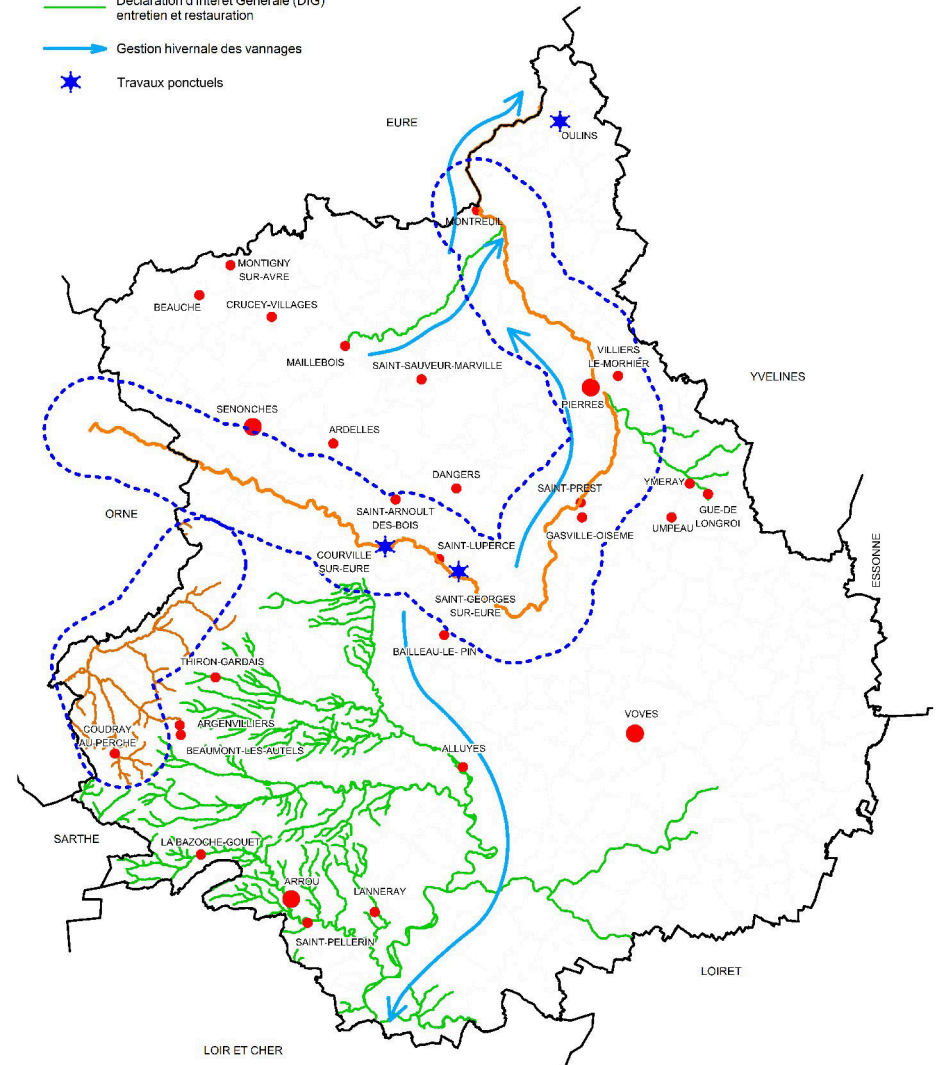 Déclaration d'Intérêt Générale (DIG)
entretien et restauration
Gestion hivernale des vannages
Travaux ponctuels
EURE
OULINS
MONTREUIL
MONTIGNY
SUR-AVRE
BEAUCHE
CRUCEY-VILLAGES
MAILLEBOIS
SAINT-SAUVEUR-MARVILLE
VILLIERS
LE-MORHIER
YVELINES
PIERRES
SENONCHES
ARDELLES
DANGERS
SAINT-PREST
YMERAY
GUE-DE
LONGROI
SAINT-ARNOULT
DES-BOIS
ORNE
UMPEAU
GASVILLE-OISEME
COURVILLE
SUR-EURE
SAINT-LUPERCE
ESSONNE
SAINT-GEORGES
SUR-EURE
BAILLEAU-LE- PIN
THIRON-GARDAIS
VOVES
ARGENVILLIERS
COUDRAY
AU-PERCHE
BEAUMONT-LES-AUTELS
ALLUYES
SARTHE
LA BAZOCHE-GOUET
ARROU
LANNERAY
SAINT-PELLERIN
LOIRET
LOIR ET CHER